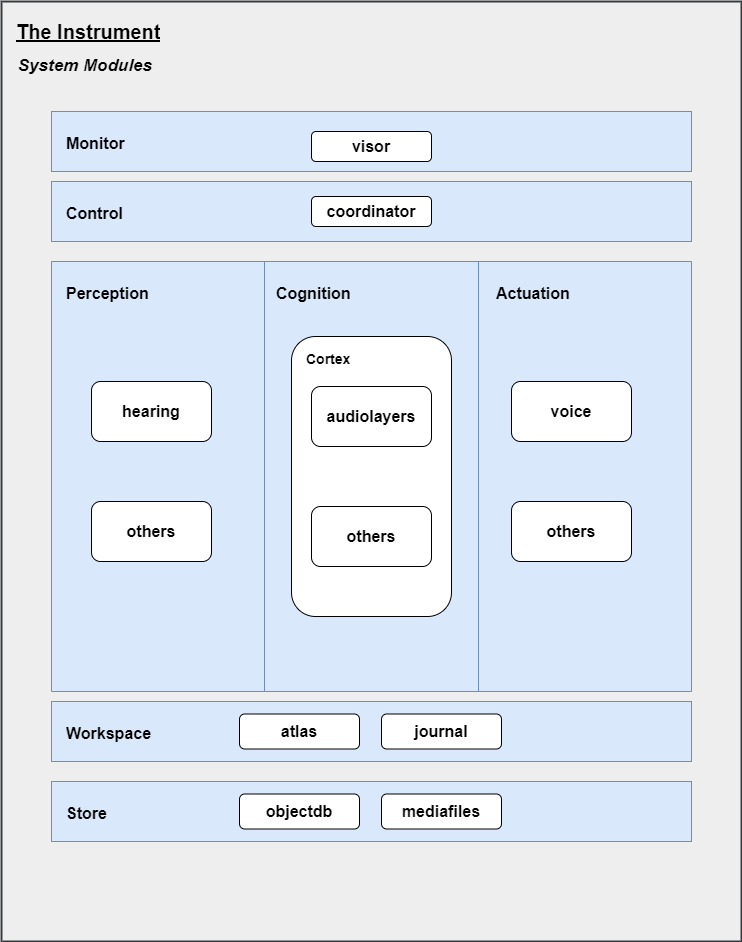 The Instrument
System Modules
Monitor
visor
Control
coordinator
Perception
Cognition
Actuation
Cortex
hearing
audiolayers
voice
others
others
others
Workspace
atlas
journal
Store
objectdb
mediafiles